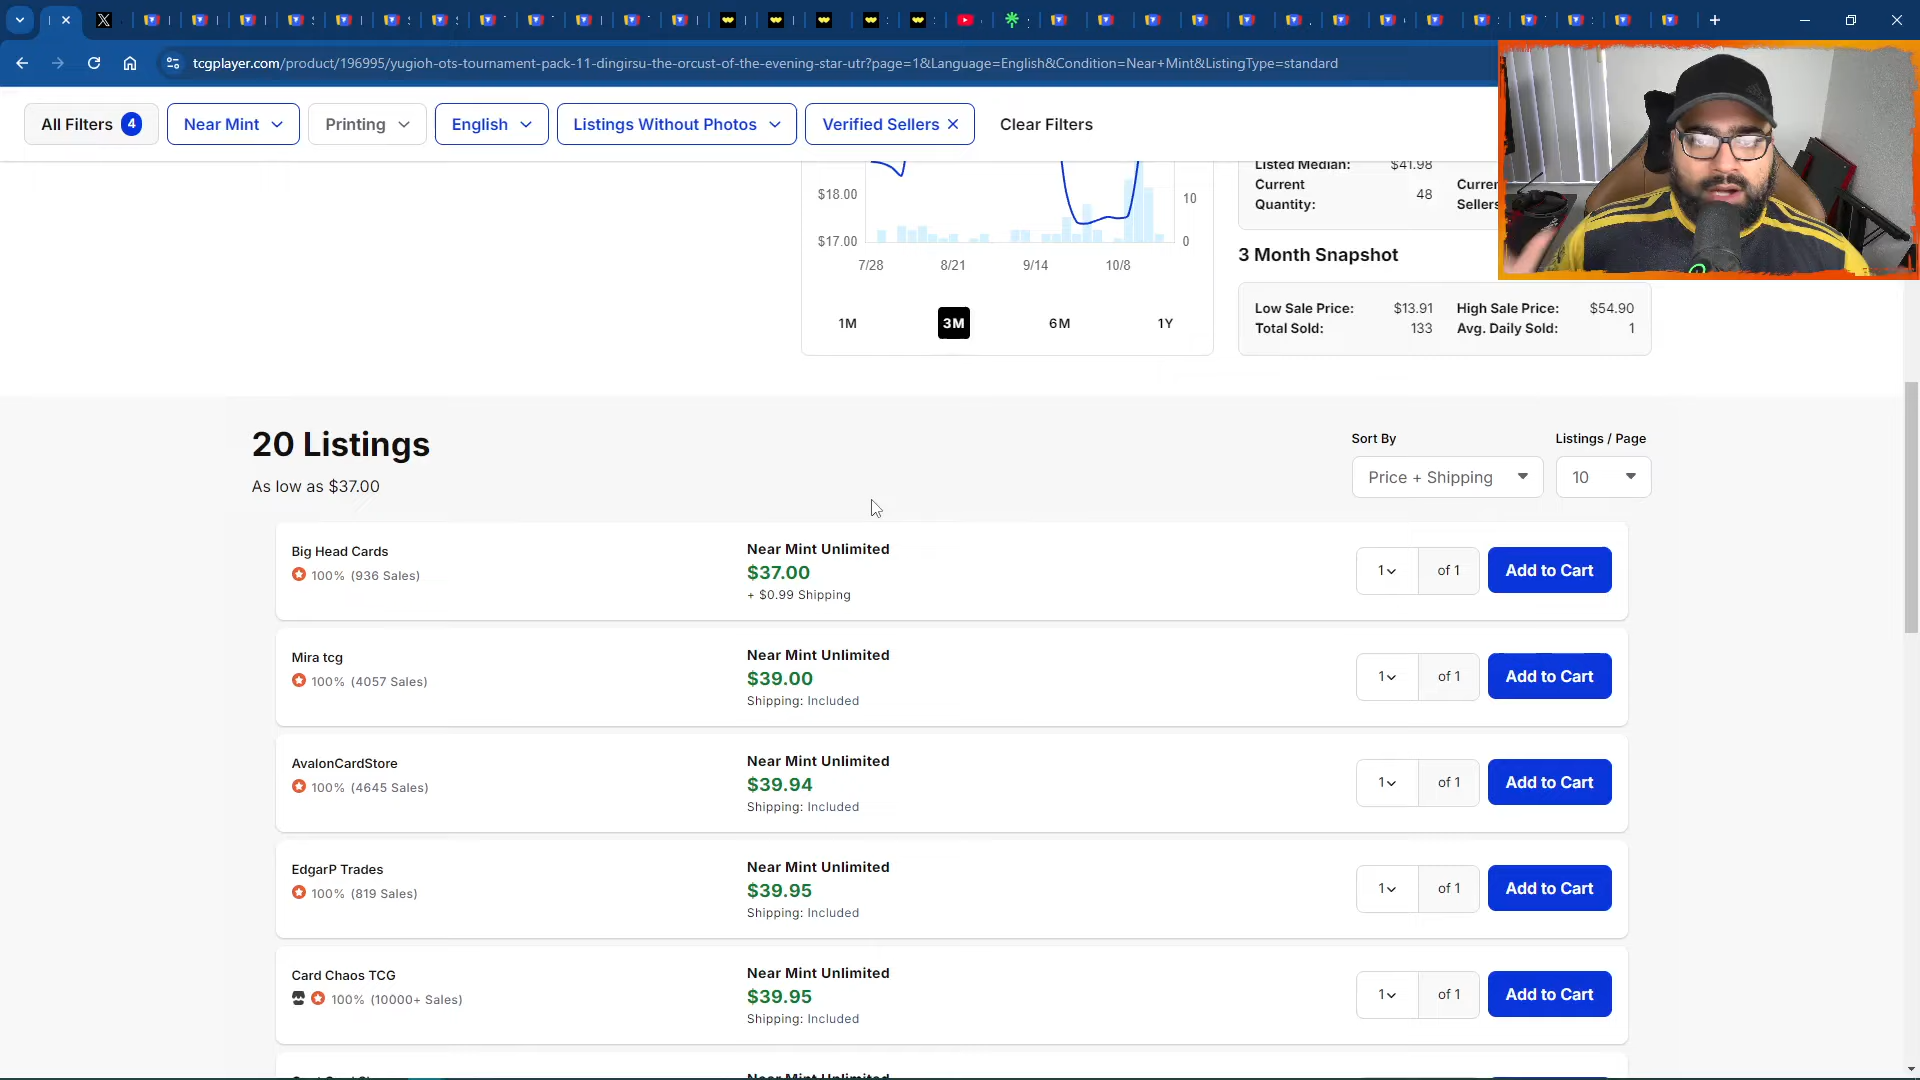 tcgplayer.com/product/196995/yugioh-ots-tournament-pack-11-dingirsu-the-orcust-of-the-evening-star-utr?page=1&Language=English&Condition=Near+Mint&ListingType=standard
All Filters 4 Near Mint Printing English Listings Without Photos Verified Sellers Clear Filters
Listed Median: $41.98
$18.00 10
Current Quantity: 48
$17.00 0
7/28 8/21 9/14 10/8
1M 3M 6M 1Y
3 Month Snapshot
Low Sale Price: $13.91 High Sale Price: $54.90
Total Sold: 133 Avg. Daily Sold: 1
20 Listings
As low as $37.00
Sort By Listings / Page
Price + Shipping 10
Big Head Cards
100% (936 Sales)
Near Mint Unlimited
$37.00
+ $0.99 Shipping
1 of 1 Add to Cart
Mira tcg
100% (4057 Sales)
Near Mint Unlimited
$39.00
Shipping: Included
1 of 1 Add to Cart
AvalonCardStore
100% (4645 Sales)
Near Mint Unlimited
$39.94
Shipping: Included
1 of 1 Add to Cart
EdgarP Trades
100% (819 Sales)
Near Mint Unlimited
$39.95
Shipping: Included
1 of 1 Add to Cart
Card Chaos TCG
100% (10000+ Sales)
Near Mint Unlimited
$39.95
Shipping: Included
1 of 1 Add to Cart
Near Mint Unlimited